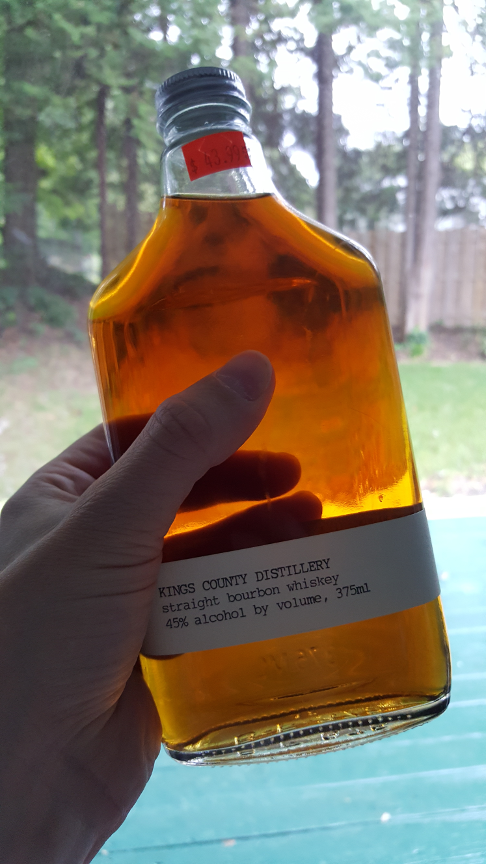 KINGS COUNTY DISTILLERY
straight bourbon whiskey
45% alcohol by volume, 375ml